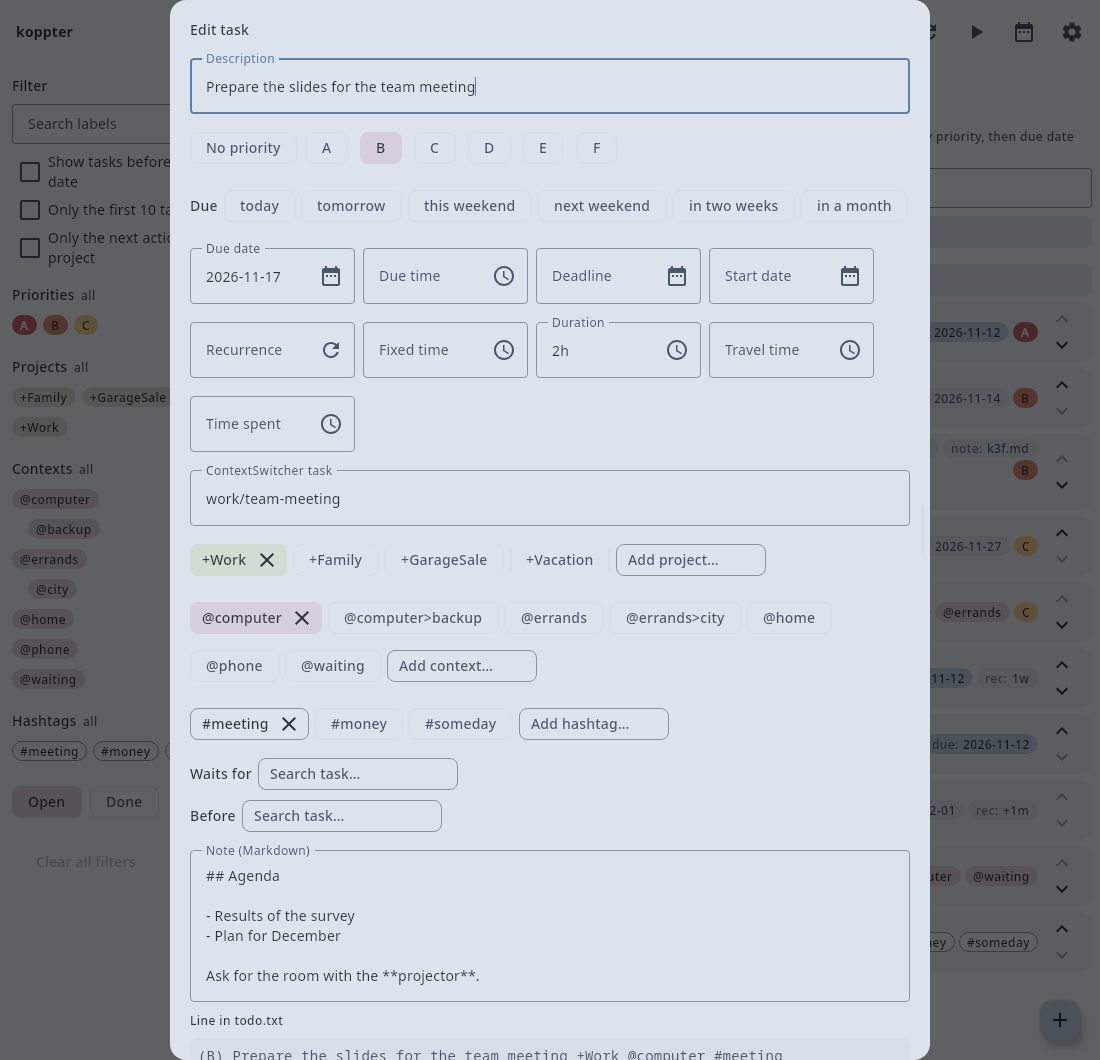 koppter
Edit task
Description
Prepare the slides for the team meeting
Filter
Search labels
Show tasks before
date
Only the first 10 ta
Only the next actio
project
Priorities all
A B C
Projects all
+Family +GarageSale
+Work
Contexts all
@computer
@backup
@errands
@city
@home
@phone
@waiting
Hashtags all
#meeting #money
Open Done
Clear all filters
No priority A B C D E F
Due today tomorrow this weekend next weekend in two weeks in a month
Due date
2026-11-17 Due time Deadline Start date
Duration
Recurrence Fixed time 2h Travel time
Time spent
ContextSwitcher task
work/team-meeting
+Work +Family +GarageSale +Vacation Add project...
@computer @computer>backup @errands @errands>city @home
@phone @waiting Add context...
#meeting #money #someday Add hashtag...
Waits for Search task...
Before Search task...
Note (Markdown)
## Agenda
- Results of the survey
- Plan for December
Ask for the room with the **projector**.
Line in todo.txt
(B) Prepare the slides for the team meeting +Work @computer #meeting
priority, then due date
2026-11-12 A
2026-11-14 B
note: k3f.md
B
2026-11-27 C
@errands C
11-12 rec: 1w
due: 2026-11-12
2-01 rec: +1m
uter @waiting
ney #someday